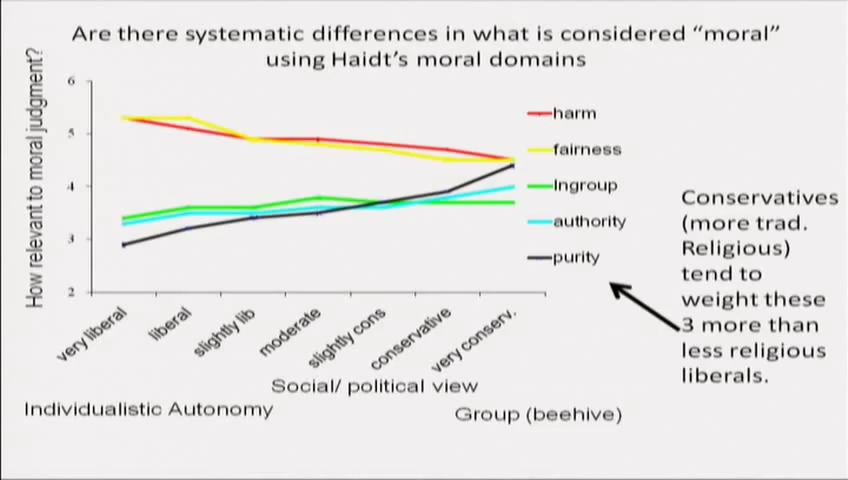 Are there systematic differences in what is considered “moral”
using Haidt’s moral domains
How relevant to moral judgment?
6
5
4
3
2
harm
fairness
Ingroup
authority
purity
very liberal
liberal
slightly lib
moderate
slightly cons
conservative
very conserv.
Social/ political view
Individualistic Autonomy
Group (beehive)
Conservatives
(more trad.
Religious)
tend to
weight these
3 more than
less religious
liberals.